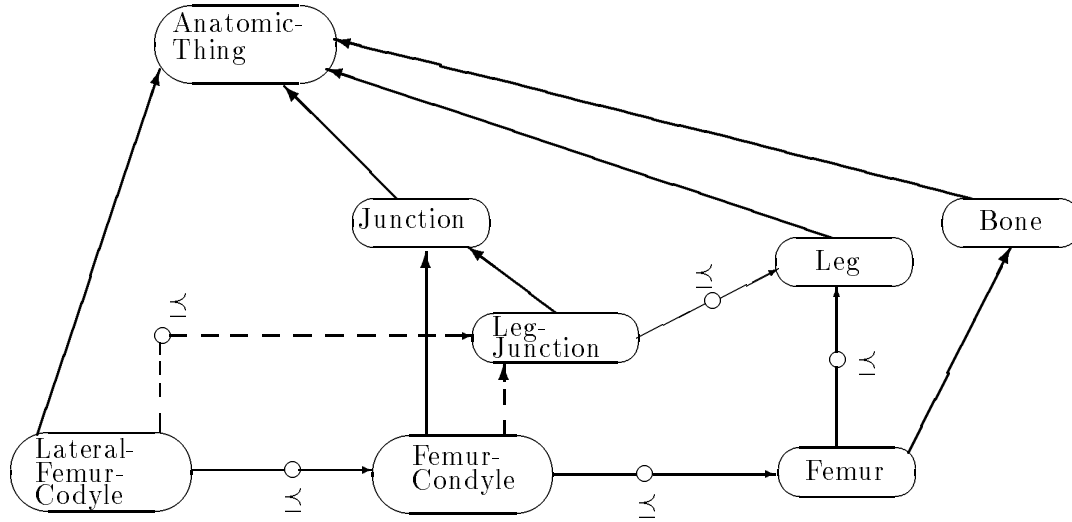 Anatomic-
Thing
Junction
Bone
Leg
⪯
⪯
Leg-
Junction
⪯
Lateral-
Femur-
Codyle
⪯
Femur-
Condyle
⪯
Femur